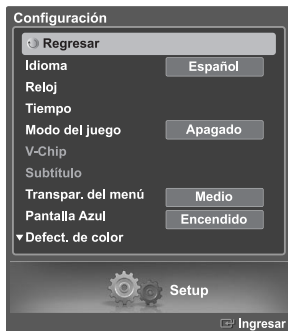 Configuración
Regresar
Idioma Español
Reloj
Tiempo
Modo del juego Apagado
V-Chip
Subtítulo
Transpar. del menú Medio
Pantalla Azul Encendido
▼Defect. de color
Setup
Ingresar